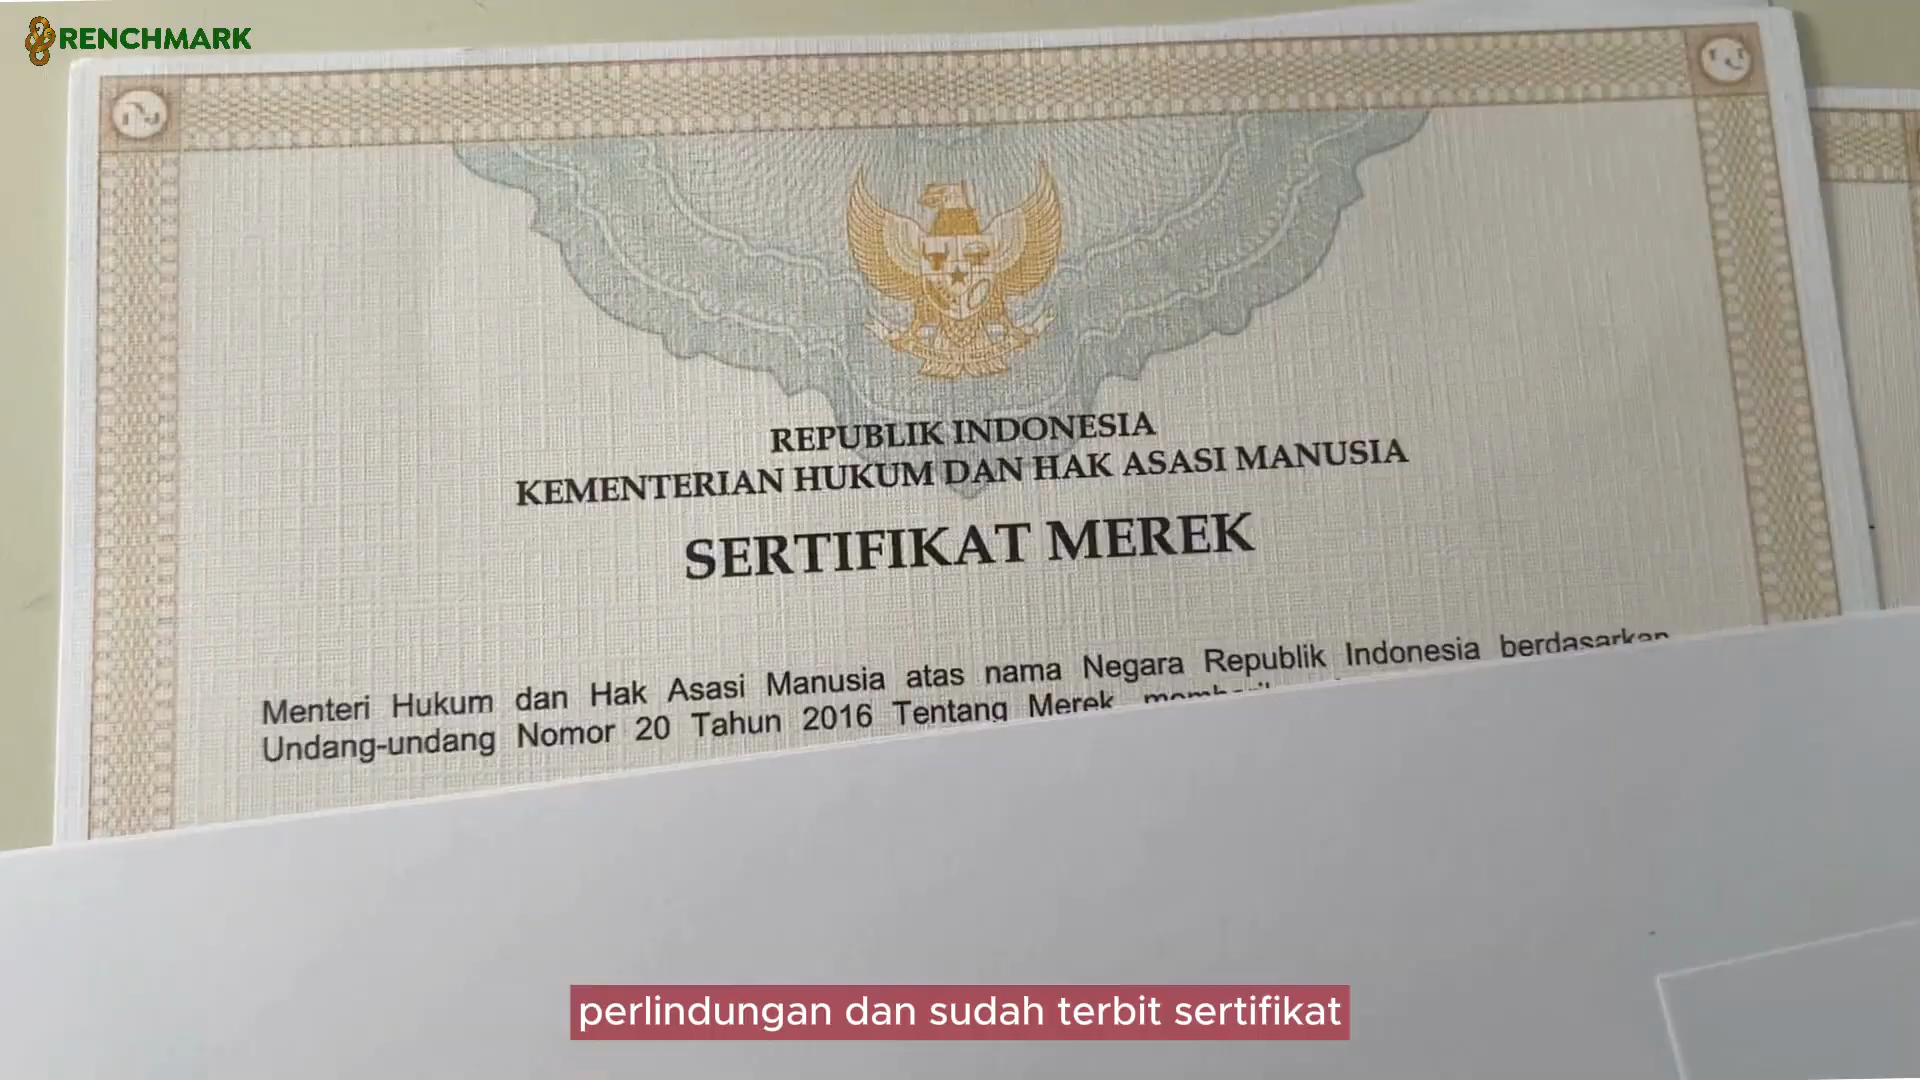 RENCHMARK
REPUBLIK INDONESIA
KEMENTERIAN HUKUM DAN HAK ASASI MANUSIA
SERTIFIKAT MEREK
Menteri Hukum dan Hak Asasi Manusia atas nama Negara Republik Indonesia berdasarkan
Undang-undang Nomor 20 Tahun 2016 Tentang Merek
perlindungan dan sudah terbit sertifikat